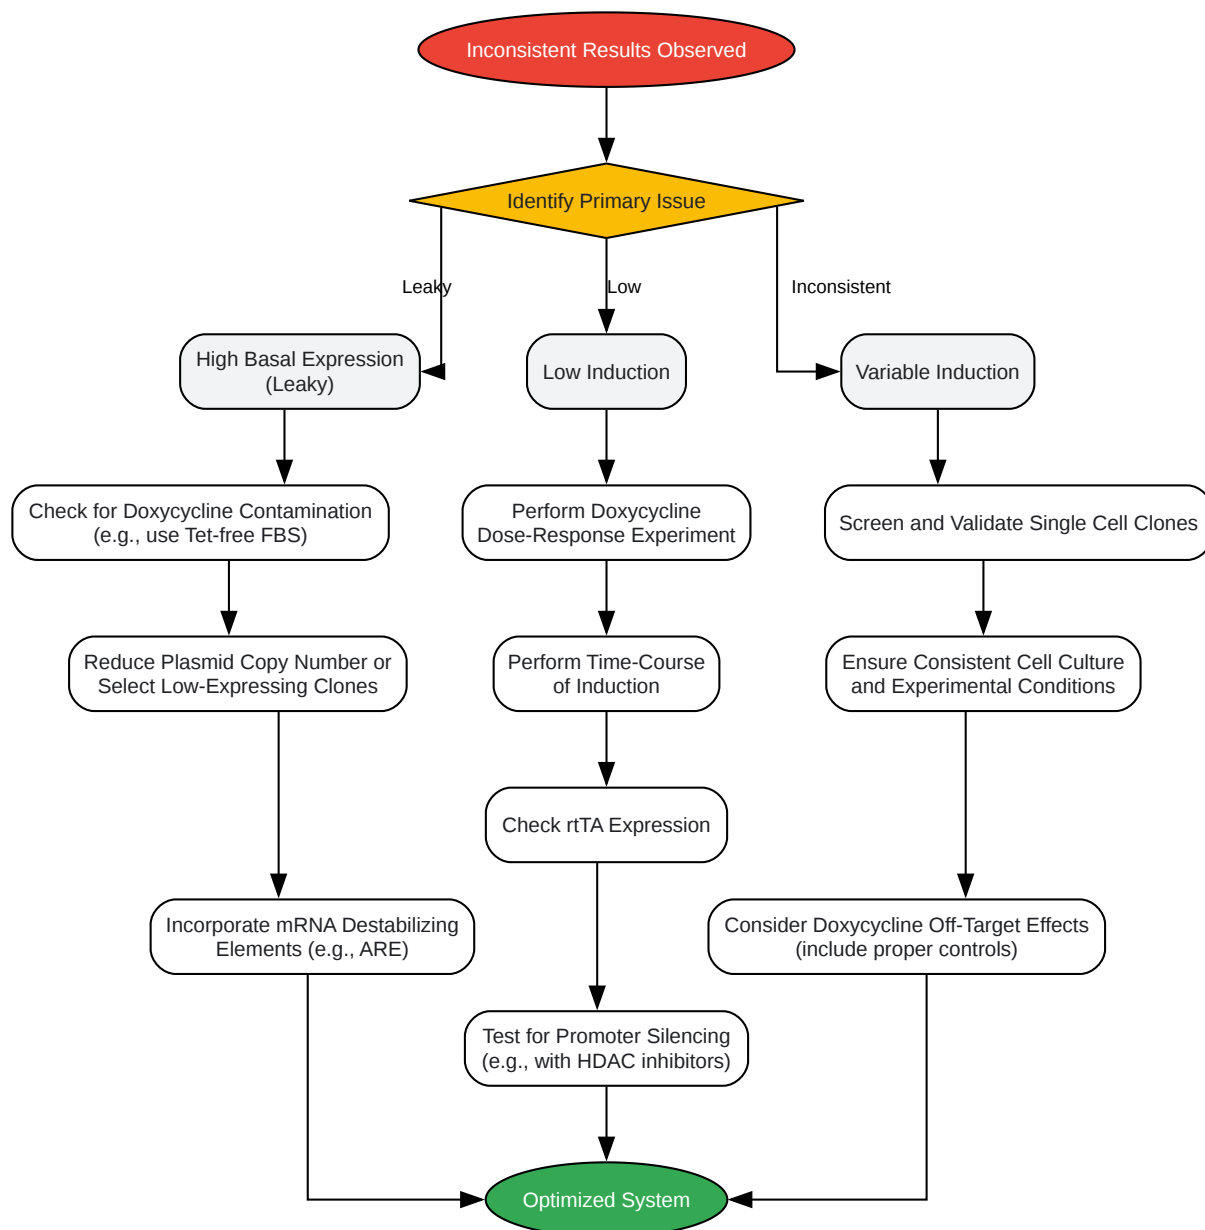 Inconsistent Results Observed
Identify Primary Issue
Leaky
Low
Inconsistent
High Basal Expression
(Leaky)
Low Induction
Variable Induction
Check for Doxycycline Contamination
(e.g., use Tet-free FBS)
Perform Doxycycline
Dose-Response Experiment
Screen and Validate Single Cell Clones
Reduce Plasmid Copy Number or
Select Low-Expressing Clones
Perform Time-Course
of Induction
Ensure Consistent Cell Culture
and Experimental Conditions
Check rtTA Expression
Incorporate mRNA Destabilizing
Elements (e.g., ARE)
Consider Doxycycline Off-Target Effects
(include proper controls)
Test for Promoter Silencing
(e.g., with HDAC inhibitors)
Optimized System